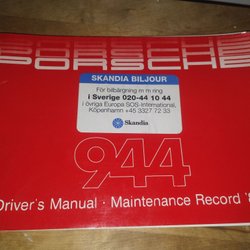 PORSCHE
SKANDIA BILJOUR
För bilbärgning m m ring
i Sverige 020-44 10 44
i övriga Europa SOS-International,
Köpenhamn +45 3327 72 33
Skandia
944
Driver's Manual · Maintenance Record '8